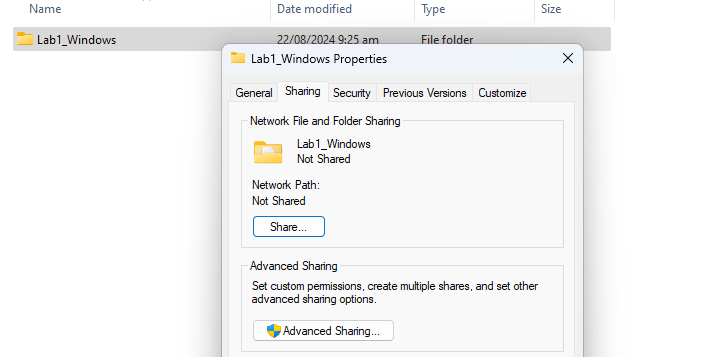 Name Date modified Type Size
Lab1_Windows 22/08/2024 9:25 am File folder
Lab1_Windows Properties
General Sharing Security Previous Versions Customize
Network File and Folder Sharing
Lab1_Windows
Not Shared
Network Path:
Not Shared
Share...
Advanced Sharing
Set custom permissions, create multiple shares, and set other
advanced sharing options.
Advanced Sharing...